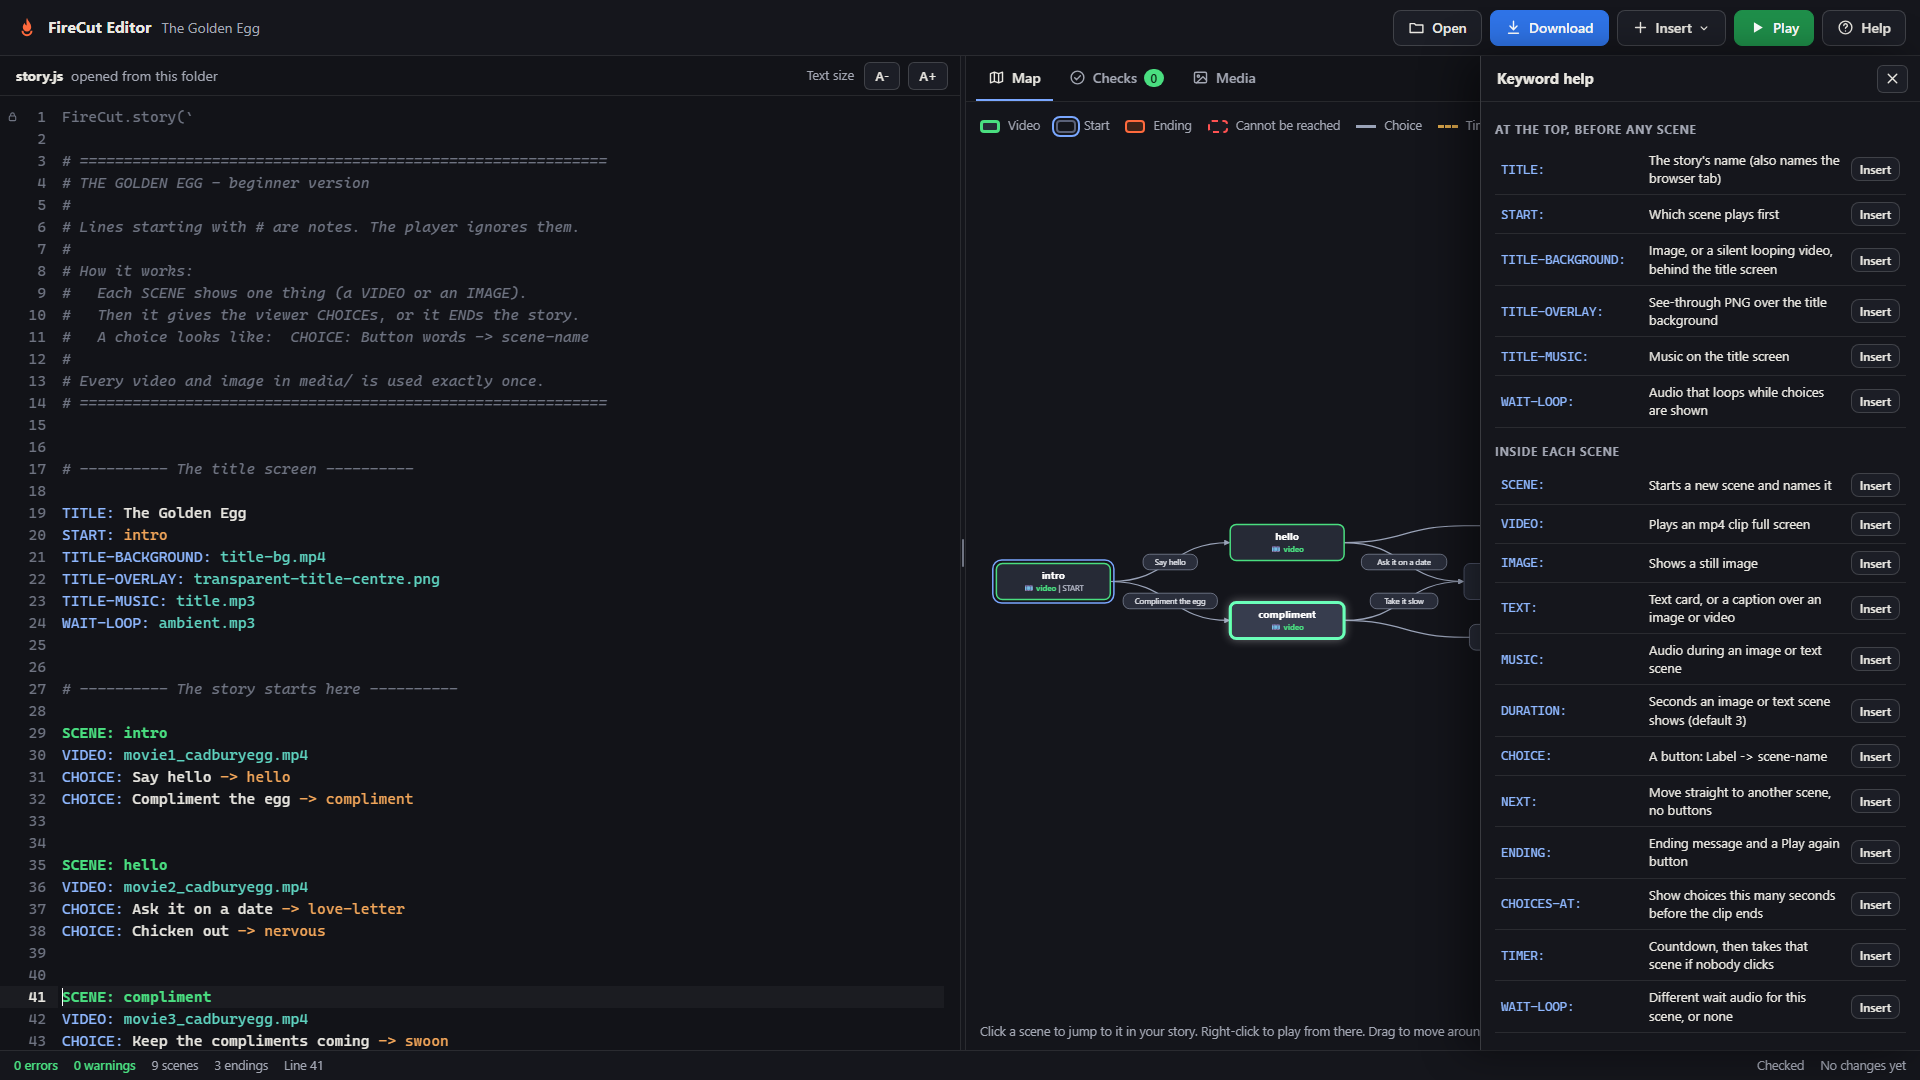 FireCut Editor The Golden Egg
Open Download Insert Play Help
story.js opened from this folder Text size A- A+
1 FireCut.story(`
2
3 # ============================================================
4 # THE GOLDEN EGG - beginner version
5 #
6 # Lines starting with # are notes. The player ignores them.
7 #
8 # How it works:
9 #   Each SCENE shows one thing (a VIDEO or an IMAGE).
10 #   Then it gives the viewer CHOICEs, or it ENDs the story.
11 #   A choice looks like:  CHOICE: Button words -> scene-name
12 #
13 # Every video and image in media/ is used exactly once.
14 # ============================================================
15
16
17 # ---------- The title screen ----------
18
19 TITLE: The Golden Egg
20 START: intro
21 TITLE-BACKGROUND: title-bg.mp4
22 TITLE-OVERLAY: transparent-title-centre.png
23 TITLE-MUSIC: title.mp3
24 WAIT-LOOP: ambient.mp3
25
26
27 # ---------- The story starts here ----------
28
29 SCENE: intro
30 VIDEO: movie1_cadburyegg.mp4
31 CHOICE: Say hello -> hello
32 CHOICE: Compliment the egg -> compliment
33
34
35 SCENE: hello
36 VIDEO: movie2_cadburyegg.mp4
37 CHOICE: Ask it on a date -> love-letter
38 CHOICE: Chicken out -> nervous
39
40
41 SCENE: compliment
42 VIDEO: movie3_cadburyegg.mp4
43 CHOICE: Keep the compliments coming -> swoon
Map Checks 0 Media
Video Start Ending Cannot be reached Choice
hello
video
Say hello
Ask it on a date
intro
video | START
Compliment the egg
Take it slow
compliment
video
Click a scene to jump to it in your story. Right-click to play from there. Drag to move
Keyword help
AT THE TOP, BEFORE ANY SCENE
TITLE: The story's name (also names the
browser tab) Insert
START: Which scene plays first Insert
TITLE-BACKGROUND: Image, or a silent looping video,
behind the title screen Insert
TITLE-OVERLAY: See-through PNG over the title
background Insert
TITLE-MUSIC: Music on the title screen Insert
WAIT-LOOP: Audio that loops while choices
are shown Insert
INSIDE EACH SCENE
SCENE: Starts a new scene and names it Insert
VIDEO: Plays an mp4 clip full screen Insert
IMAGE: Shows a still image Insert
TEXT: Text card, or a caption over an
image or video Insert
MUSIC: Audio during an image or text
scene Insert
DURATION: Seconds an image or text scene
shows (default 3) Insert
CHOICE: A button: Label -> scene-name Insert
NEXT: Move straight to another scene,
no buttons Insert
ENDING: Ending message and a Play again
button Insert
CHOICES-AT: Show choices this many seconds
before the clip ends Insert
TIMER: Countdown, then takes that
scene if nobody clicks Insert
WAIT-LOOP: Different wait audio for this
scene, or none Insert
0 errors 0 warnings 9 scenes 3 endings Line 41 Checked No changes yet